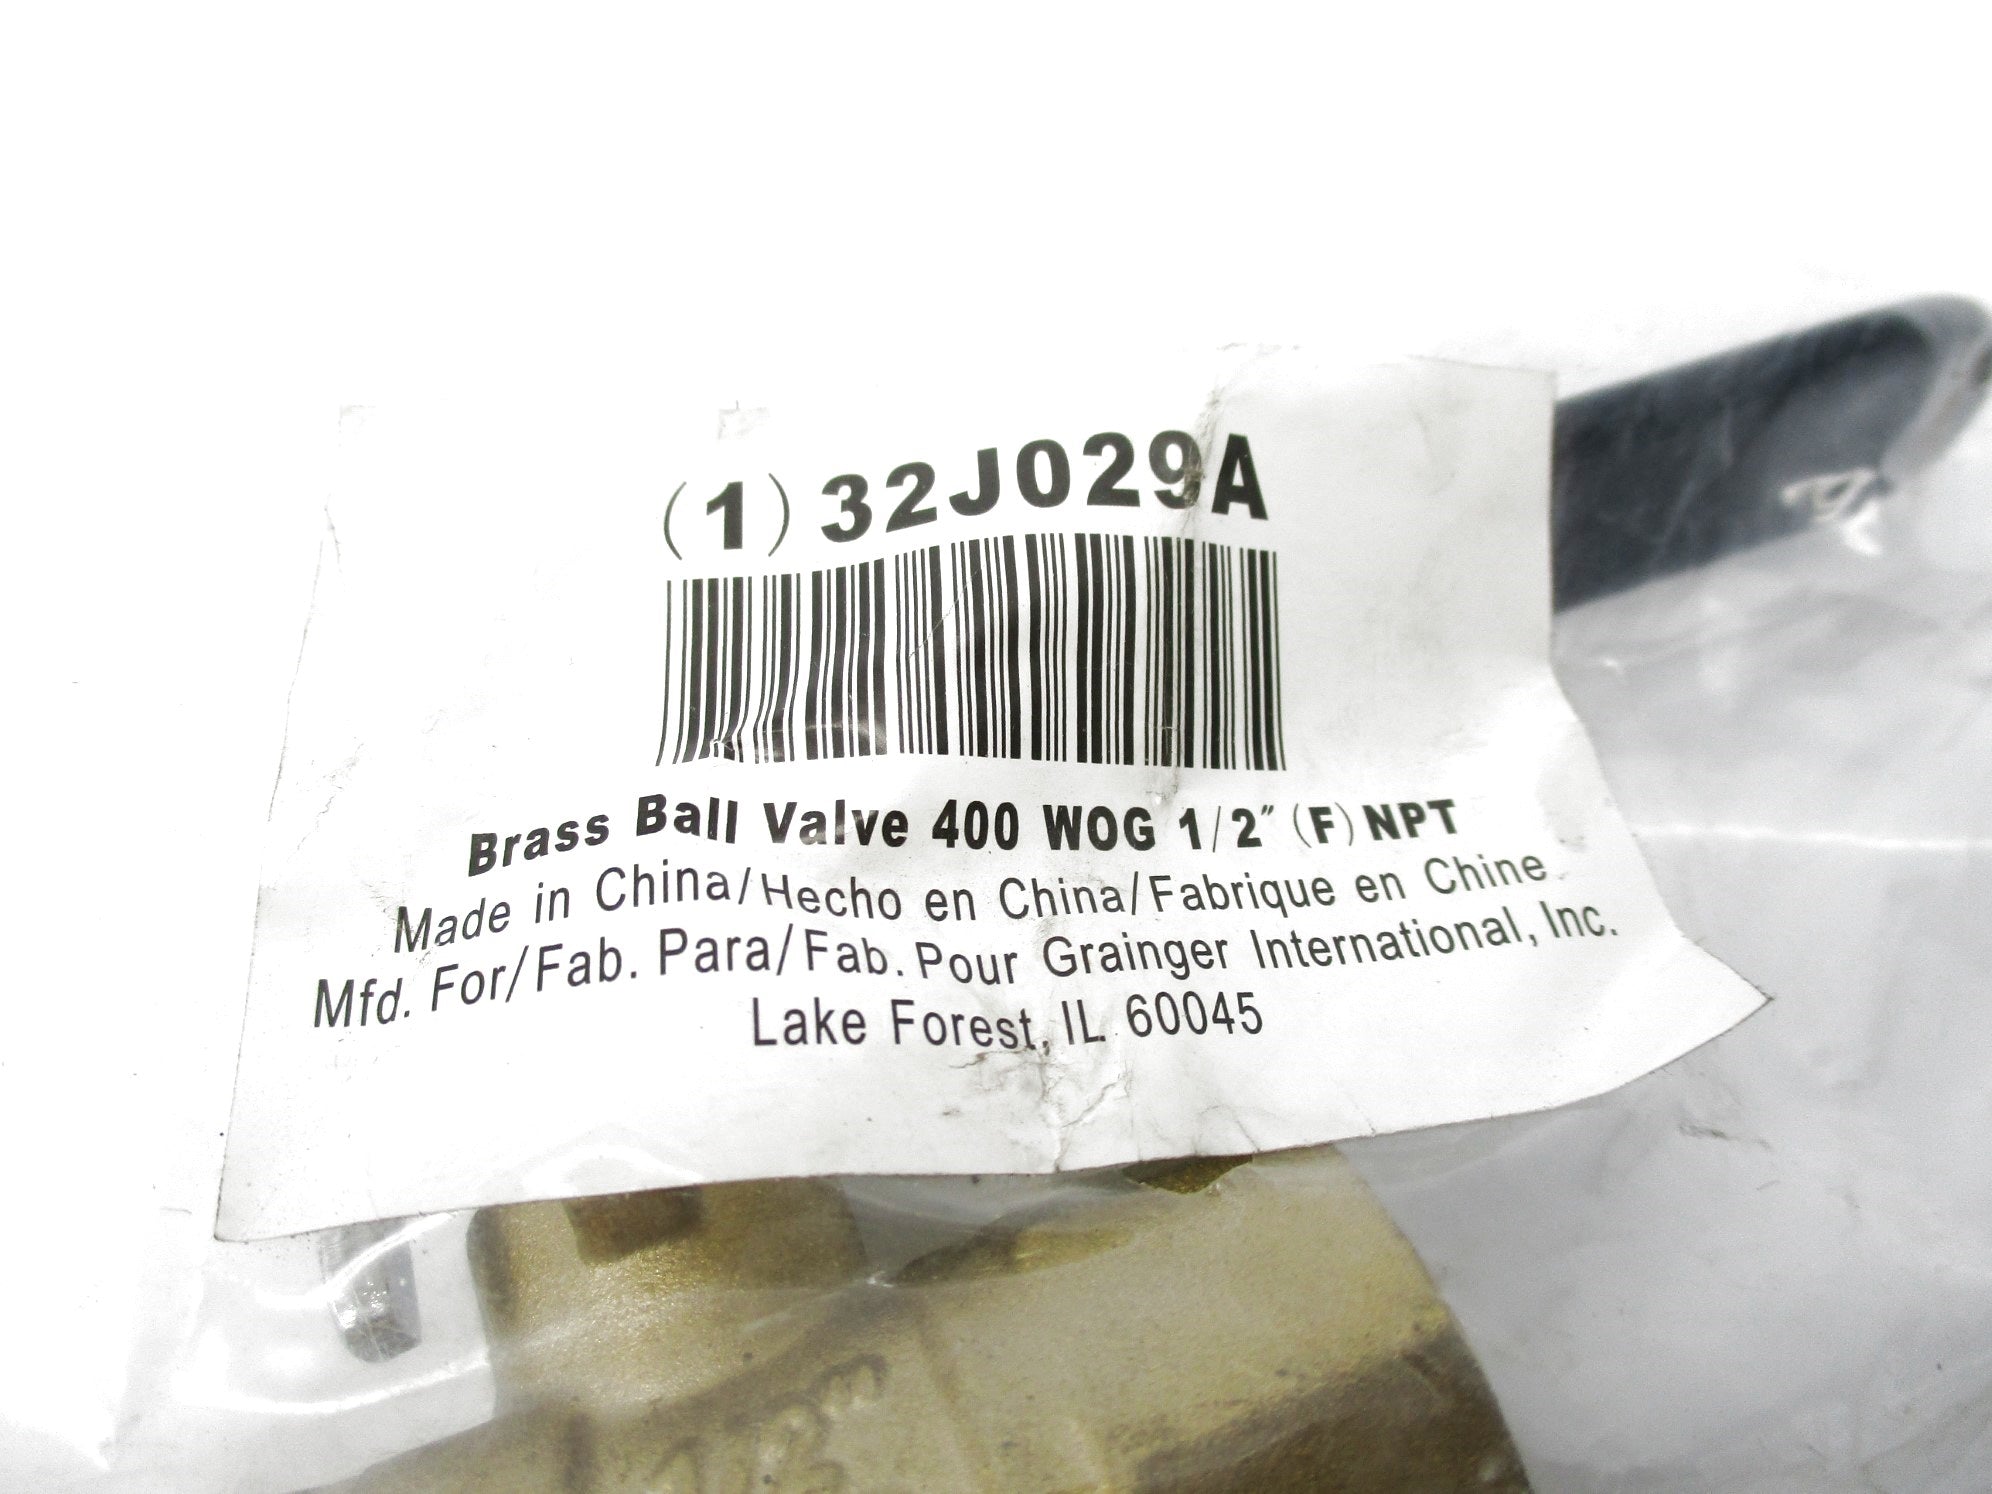 (1) 32J029A
Brass Ball Valve 400 WOG 1/2" (F) NPT
Made in China/Hecho en China/Fabrique en Chine
Mfd. For/Fab. Para/Fab. Pour Grainger International, Inc.
Lake Forest, IL 60045